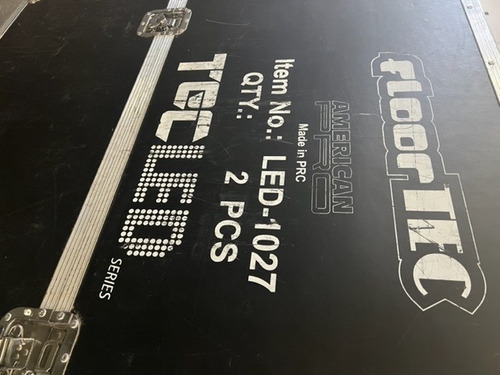 floorTEC
AMERICAN
PRO
Made in PRC
Item No.: LED-1027
QTY.: 2 PCS
TECLED
SERIES